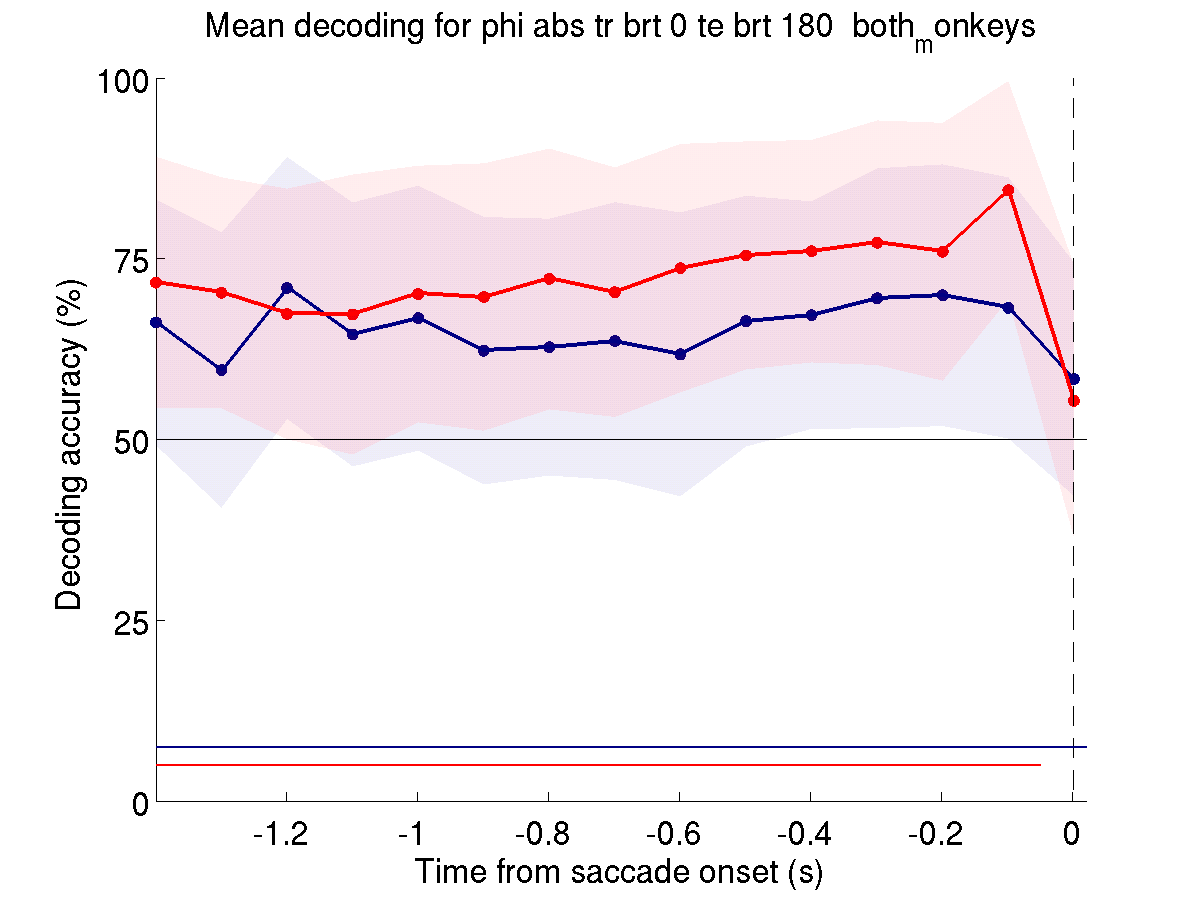 Mean decoding for phi abs tr brt 0 te brt 180  both_monkeys
100
75
50
25
0
Decoding accuracy (%)
-1.2 -1 -0.8 -0.6 -0.4 -0.2 0
Time from saccade onset (s)